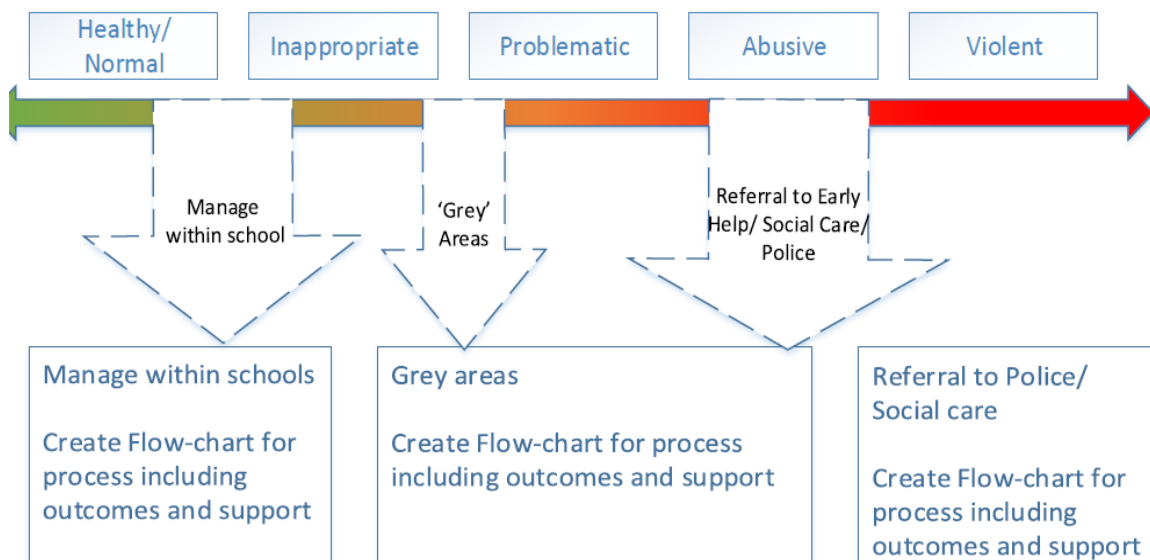 Healthy/
Normal
Inappropriate
Problematic
Abusive
Violent
Manage
within school
‘Grey’
Areas
Referral to Early
Help/ Social Care/
Police
Manage within schools
Create Flow-chart for
process including
outcomes and support
Grey areas
Create Flow-chart for process
including outcomes and support
Referral to Police/
Social care
Create Flow-chart for
process including
outcomes and support